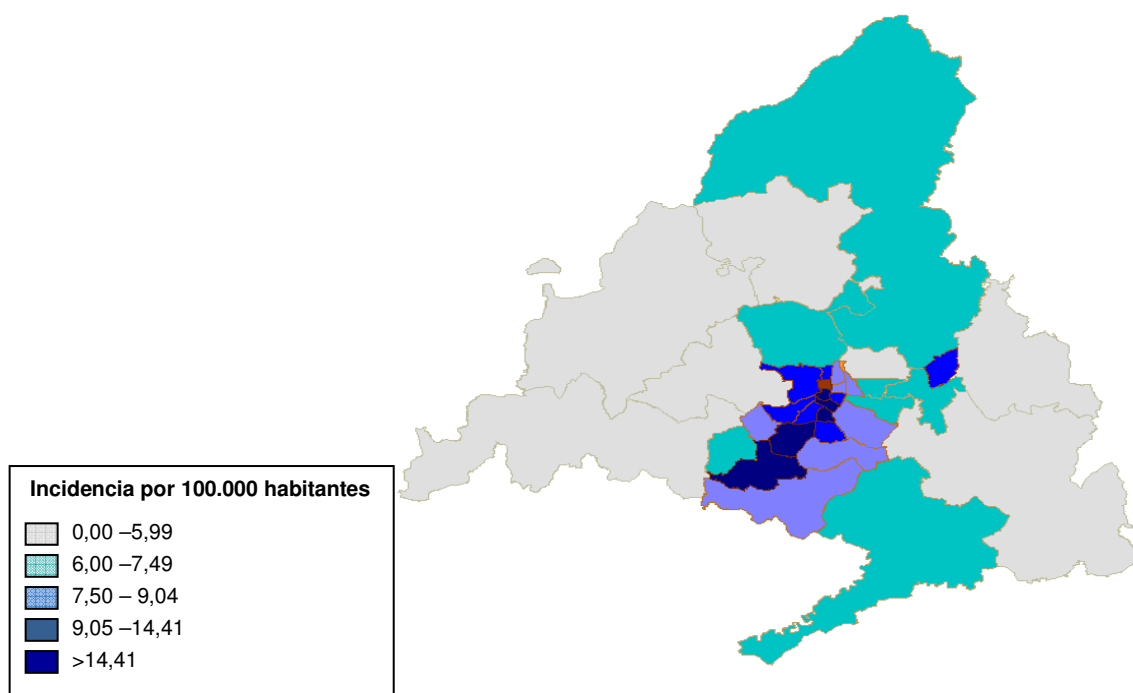 Incidencia por 100.000 habitantes
0,00 –5,99
6,00 –7,49
7,50 – 9,04
9,05 –14,41
>14,41